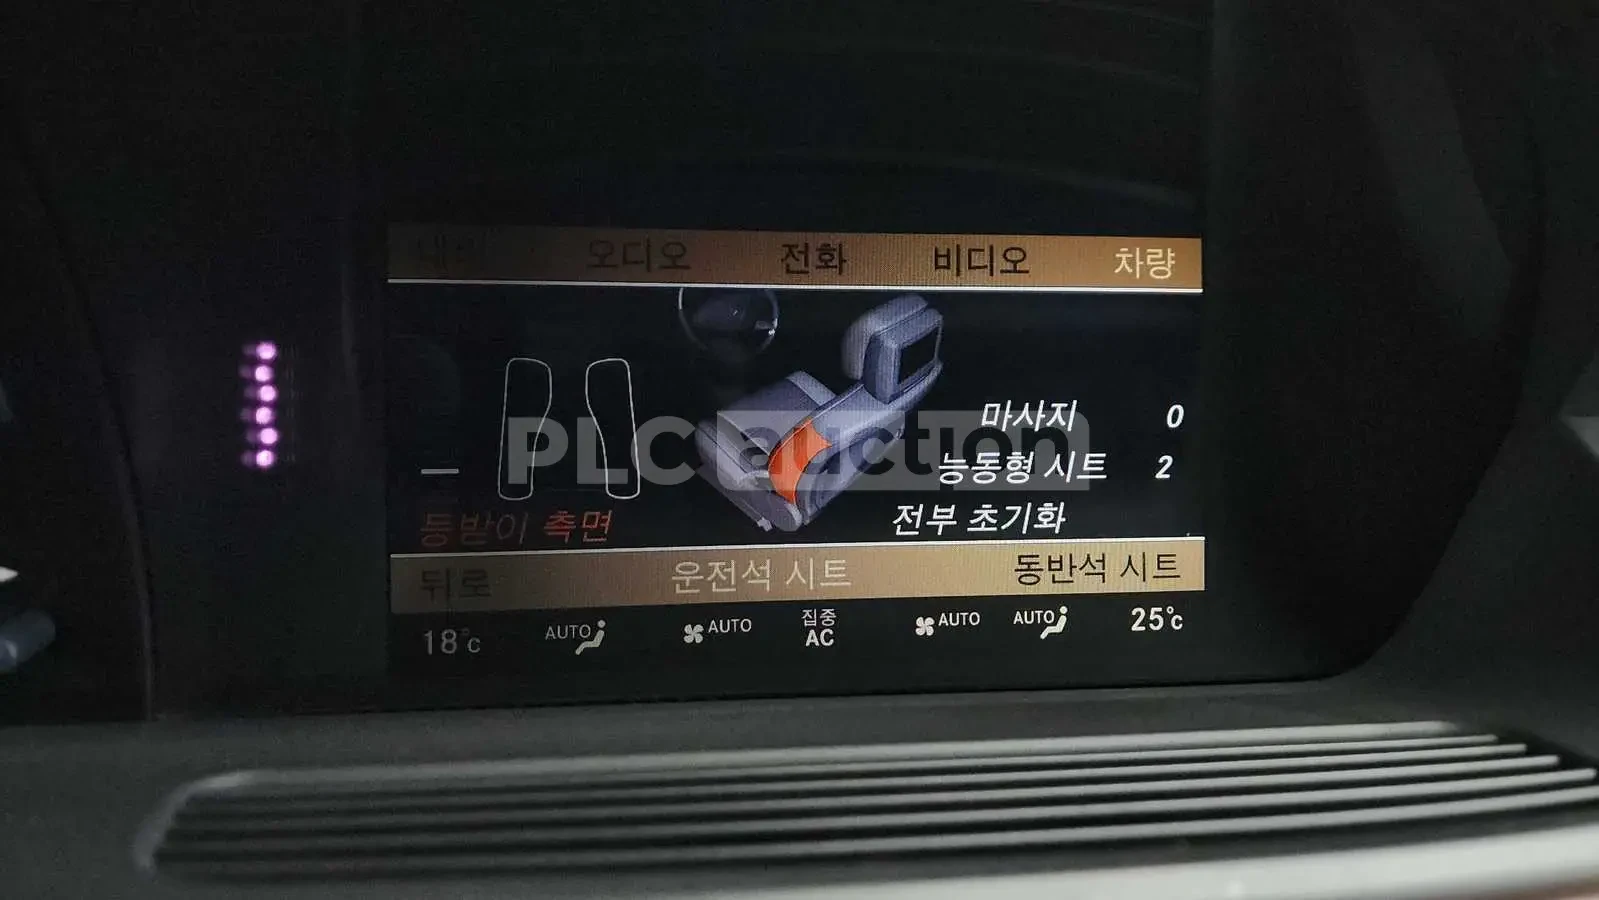 오디오 전화 비디오 차량
마사지 0
능동형 시트 2
등받이 측면 전부 초기화
뒤로 운전석 시트 동반석 시트
18°C AUTO AUTO 집중 AC AUTO AUTO 25°C
PLC auction